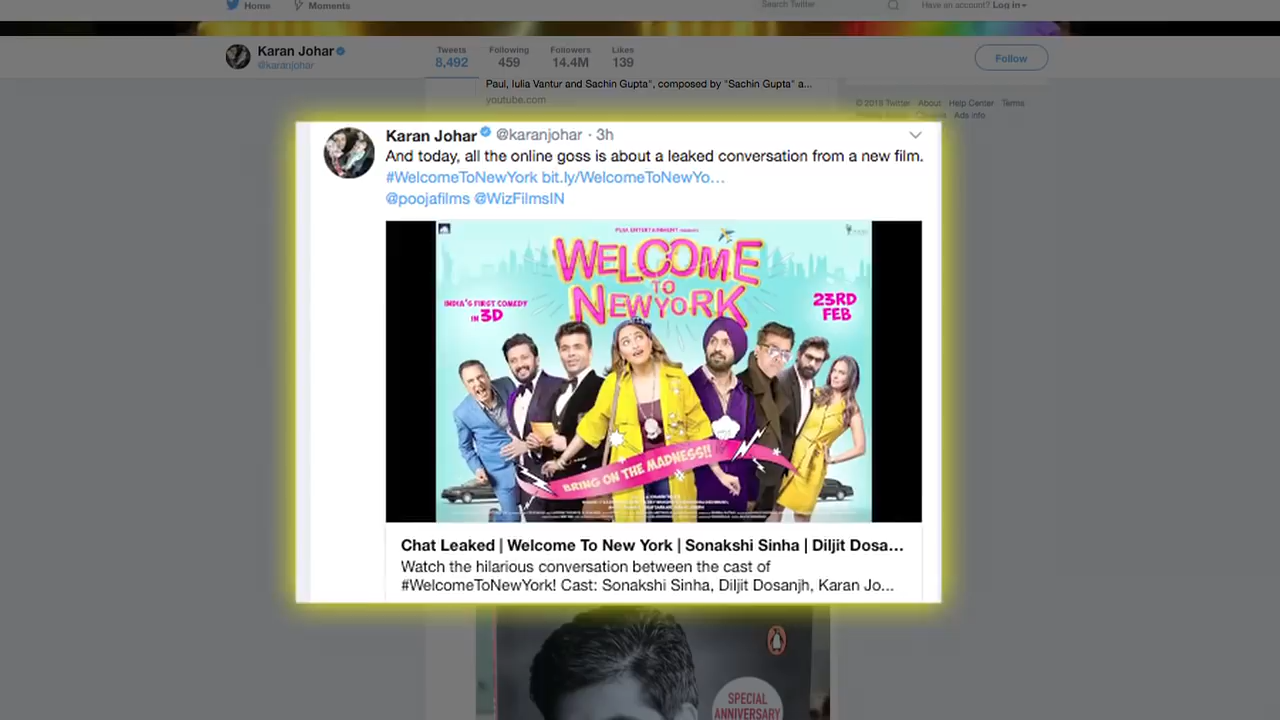 Home Moments Search Twitter Have an account? Log in
Karan Johar
@karanjohar
Tweets Following Followers Likes
8,492 459 14.4M 139
Follow
Paul, Iulia Vantur and Sachin Gupta", composed by "Sachin Gupta" a...
youtube.com
© 2018 Twitter About Help Center Terms
Ads info
Karan Johar @karanjohar · 3h
And today, all the online goss is about a leaked conversation from a new film.
#WelcomeToNewYork bit.ly/WelcomeToNewYo…
@poojafilms @WizFilmsIN
PUJA ENTERTAINMENT PRESENTS
WELCOME
TO
NEWYORK
INDIA'S FIRST COMEDY
IN 3D
23RD
FEB
BRING ON THE MADNESS!!
Chat Leaked | Welcome To New York | Sonakshi Sinha | Diljit Dosa…
Watch the hilarious conversation between the cast of
#WelcomeToNewYork! Cast: Sonakshi Sinha, Diljit Dosanjh, Karan Jo...
SPECIAL
ANNIVERSARY